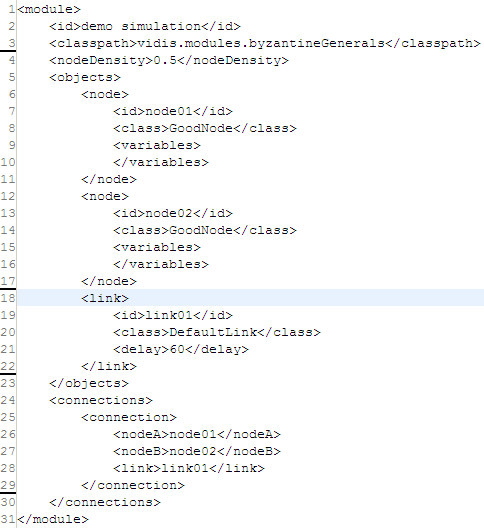 1 <module>
2     <id>demo simulation</id>
3     <classpath>vidis.modules.byzantineGenerals</classpath>
4     <nodeDensity>0.5</nodeDensity>
5     <objects>
6         <node>
7             <id>node01</id>
8             <class>GoodNode</class>
9             <variables>
10             </variables>
11         </node>
12         <node>
13             <id>node02</id>
14             <class>GoodNode</class>
15             <variables>
16             </variables>
17         </node>
18         <link>
19             <id>link01</id>
20             <class>DefaultLink</class>
21             <delay>60</delay>
22         </link>
23     </objects>
24     <connections>
25         <connection>
26             <nodeA>node01</nodeA>
27             <nodeB>node02</nodeB>
28             <link>link01</link>
29         </connection>
30     </connections>
31 </module>